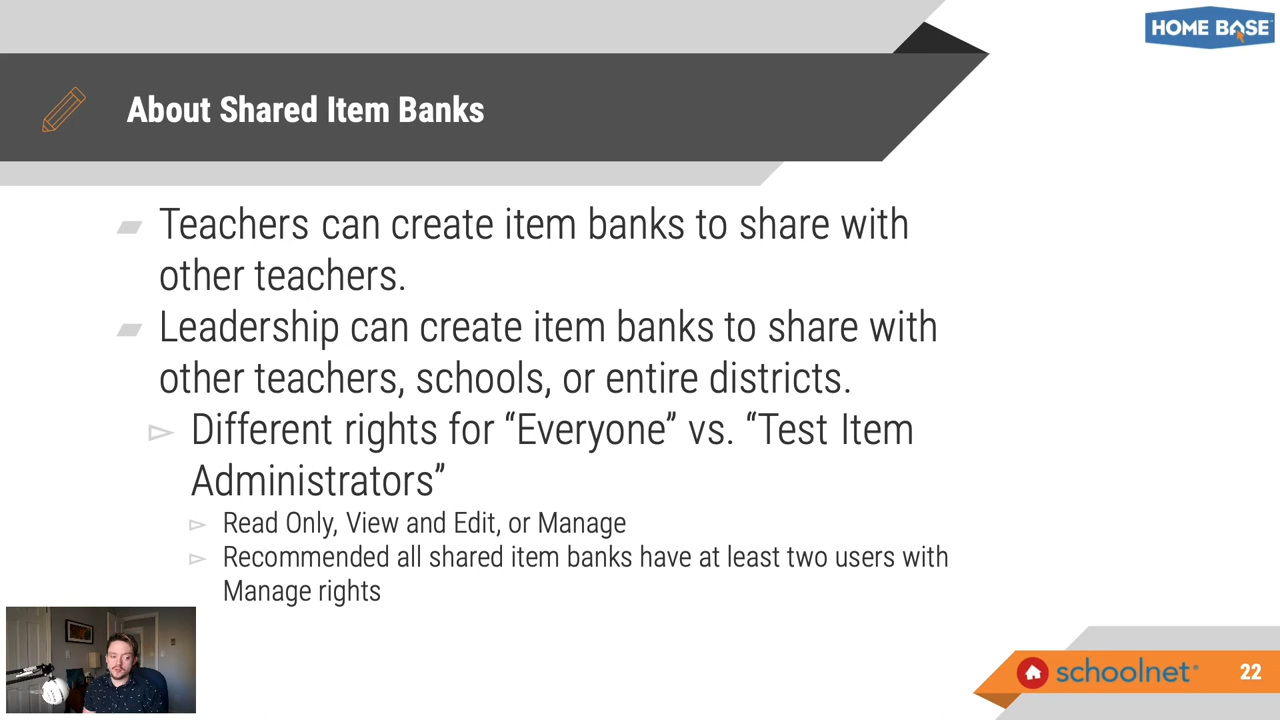 HOME BASE
About Shared Item Banks
Teachers can create item banks to share with
other teachers.
Leadership can create item banks to share with
other teachers, schools, or entire districts.
Different rights for “Everyone” vs. “Test Item
Administrators”
Read Only, View and Edit, or Manage
Recommended all shared item banks have at least two users with
Manage rights
schoolnet
22